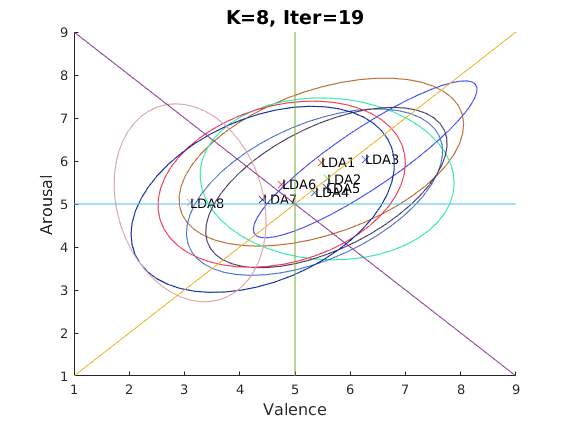 K=8, Iter=19
9
8
7
6
5
4
3
2
1
Arousal
LDA1
LDA3
LDA2
LDA6
LDA5
LDA4
LDA7
LDA8
1 2 3 4 5 6 7 8 9
Valence